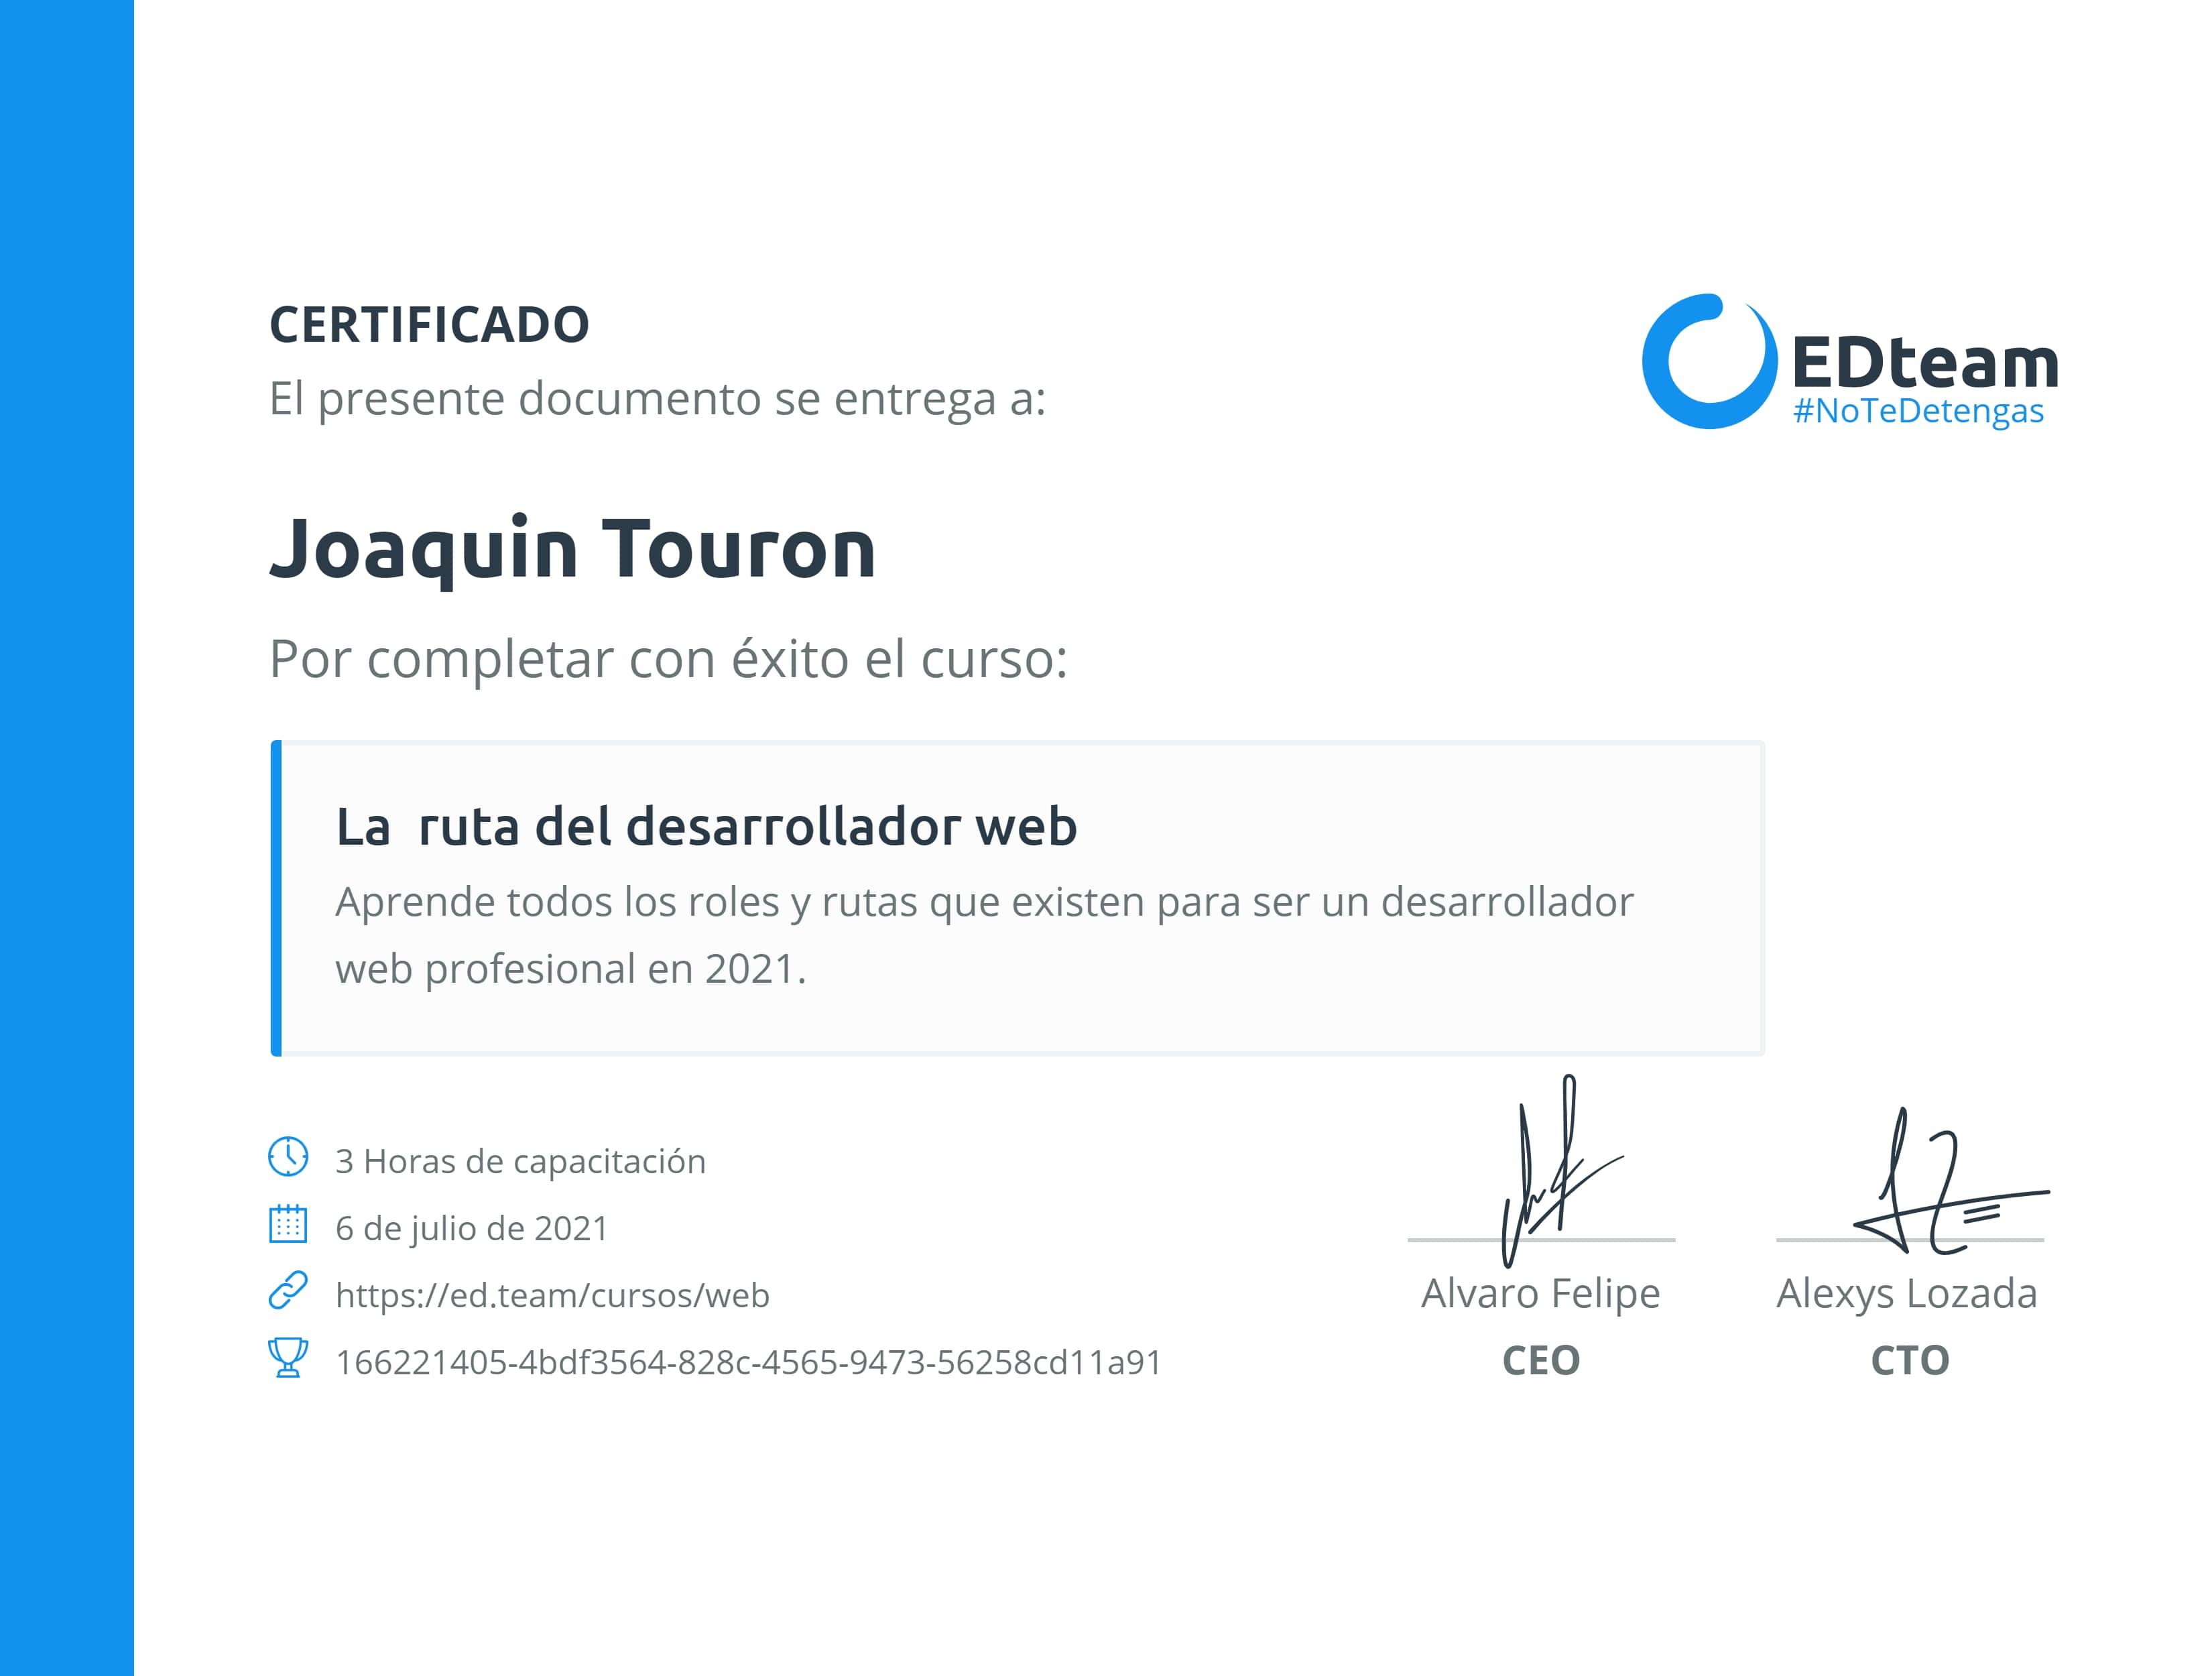 CERTIFICADO
El presente documento se entrega a:
EDteam
#NoTeDetengas
Joaquin Touron
Por completar con éxito el curso:
La  ruta del desarrollador web
Aprende todos los roles y rutas que existen para ser un desarrollador
web profesional en 2021.
3 Horas de capacitación
6 de julio de 2021
https://ed.team/cursos/web
166221405-4bdf3564-828c-4565-9473-56258cd11a91
Alvaro Felipe
CEO
Alexys Lozada
CTO